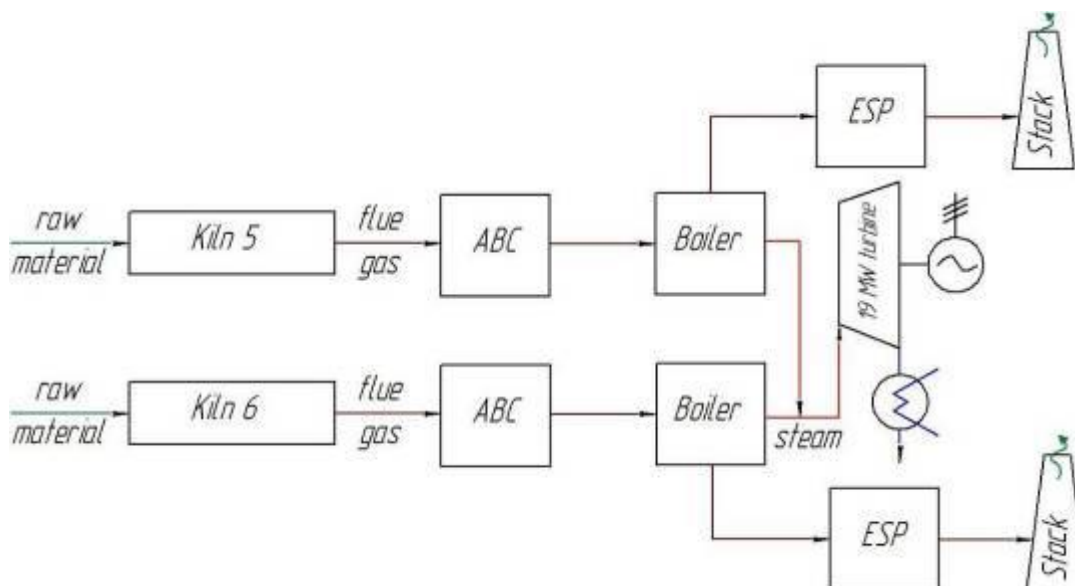 ESP
Stack
raw
material
Kiln 5
flue
gas
ABC
Boiler
19 MW turbine
raw
material
Kiln 6
flue
gas
ABC
Boiler
steam
ESP
Stack